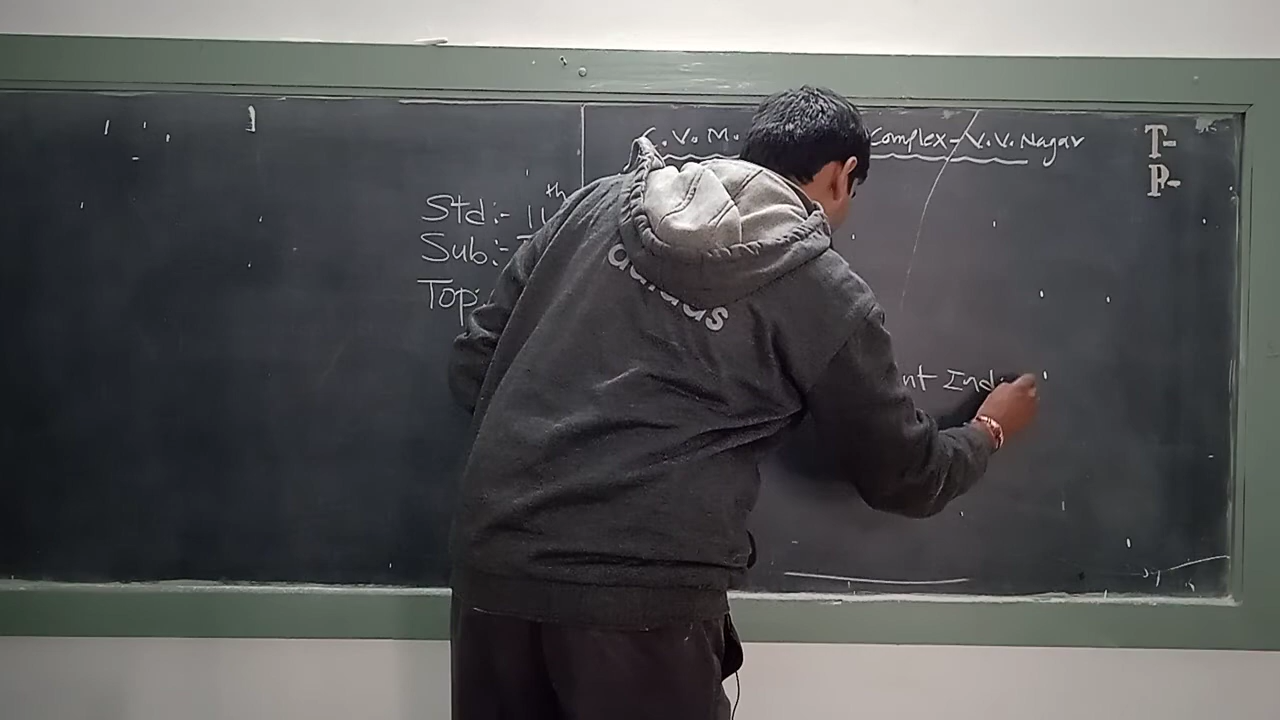 C.V.M. Complex-V.V. Nagar
T-
P-
Std:- 11th
Sub:-
Top
adidas
nt Ind